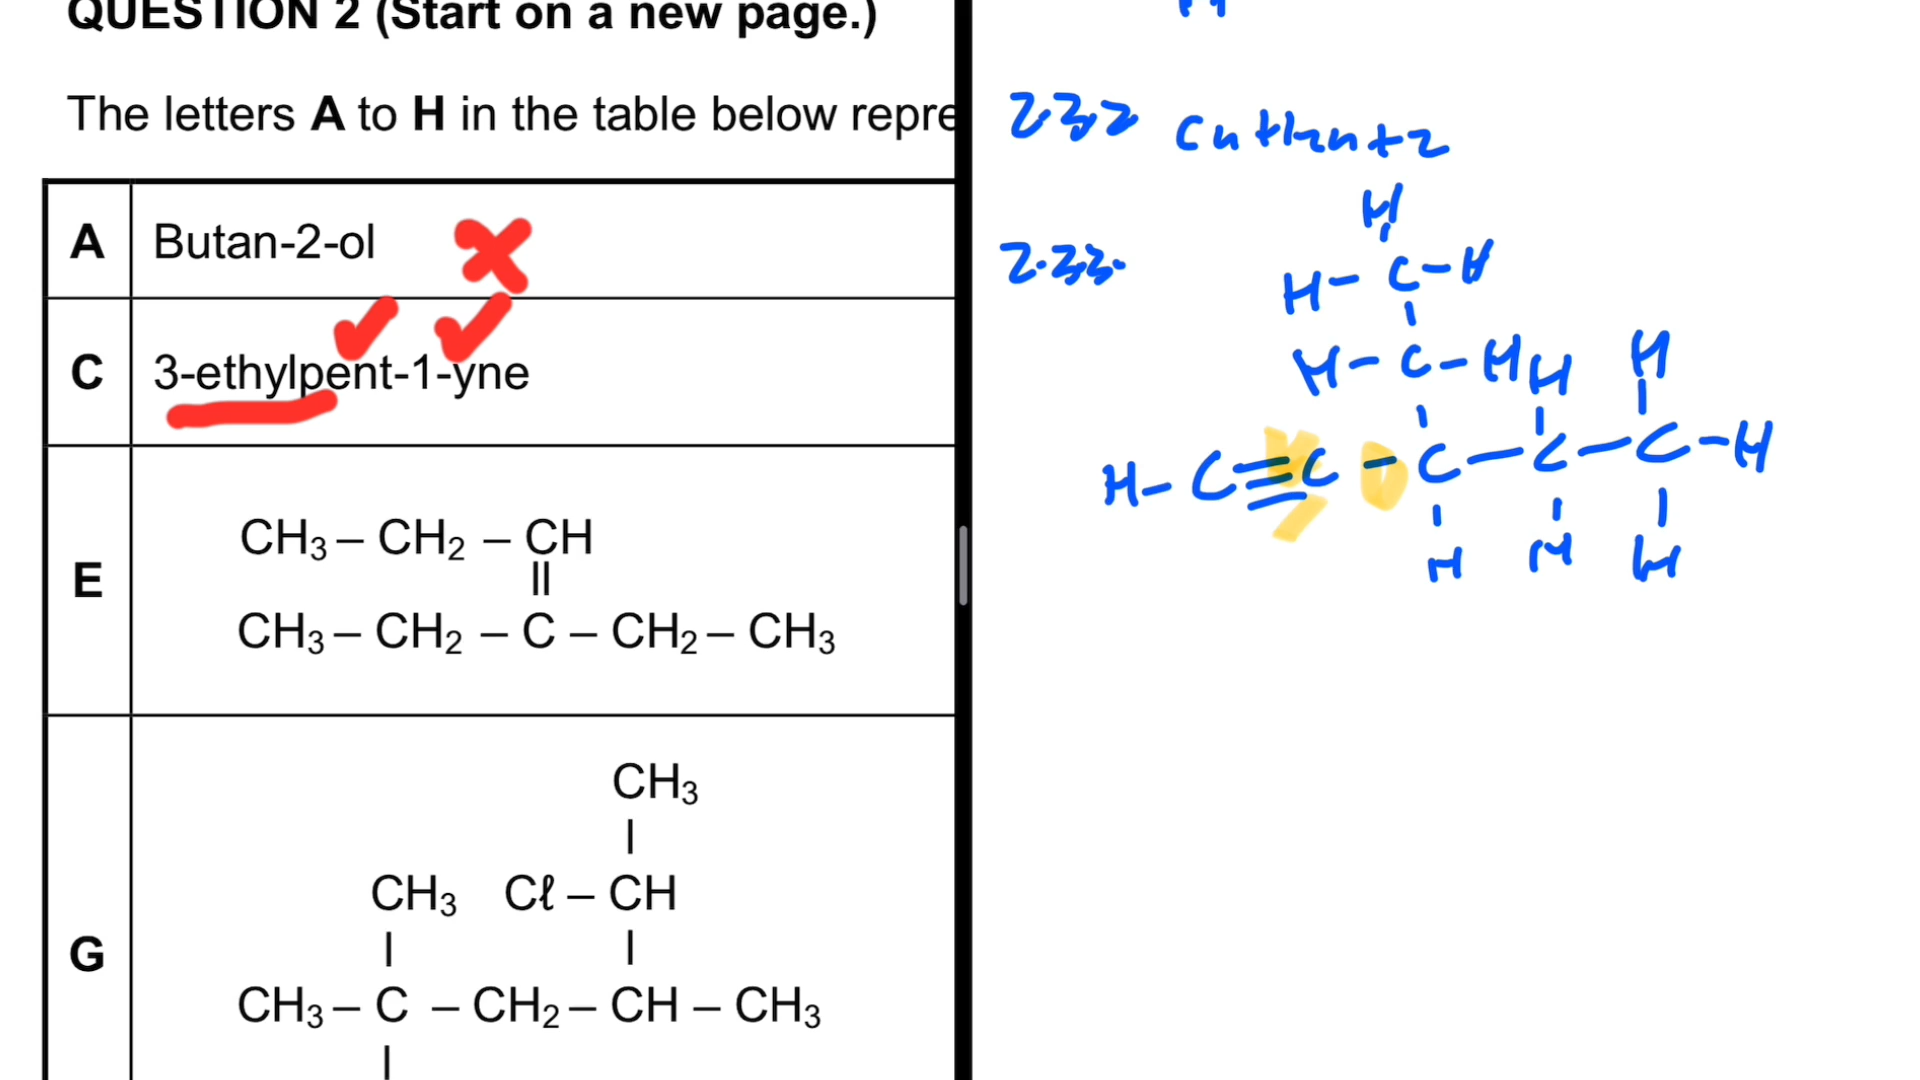 QUESTION 2 (Start on a new page.)
The letters A to H in the table below repre
A Butan-2-ol
C 3-ethylpent-1-yne
E
CH₃ – CH₂ – CH
||
CH₃ – CH₂ – C – CH₂ – CH₃
G
CH₃
|
CH₃ Cℓ – CH
| |
CH₃ – C – CH₂ – CH – CH₃
|
H
2.3.2 CnH2n+2
2.3.3.
H
H- C-H
|
H- C-H H H
| | |
H- C≡C - C — C — C -H
| | |
H H H